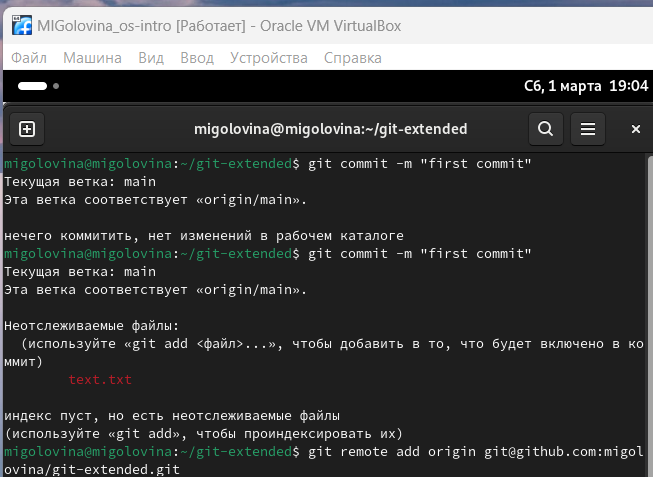 MIGolovina_os-intro [Работает] - Oracle VM VirtualBox
Файл Машина Вид Ввод Устройства Справка
Сб, 1 марта 19:04
migolovina@migolovina:~/git-extended
migolovina@migolovina:~/git-extended$ git commit -m "first commit"
Текущая ветка: main
Эта ветка соответствует «origin/main».
нечего коммитить, нет изменений в рабочем каталоге
migolovina@migolovina:~/git-extended$ git commit -m "first commit"
Текущая ветка: main
Эта ветка соответствует «origin/main».
Неотслеживаемые файлы:
(используйте «git add <файл>...», чтобы добавить в то, что будет включено в ко
ммит)
text.txt
индекс пуст, но есть неотслеживаемые файлы
(используйте «git add», чтобы проиндексировать их)
migolovina@migolovina:~/git-extended$ git remote add origin git@github.com:migol
ovina/git-extended.git